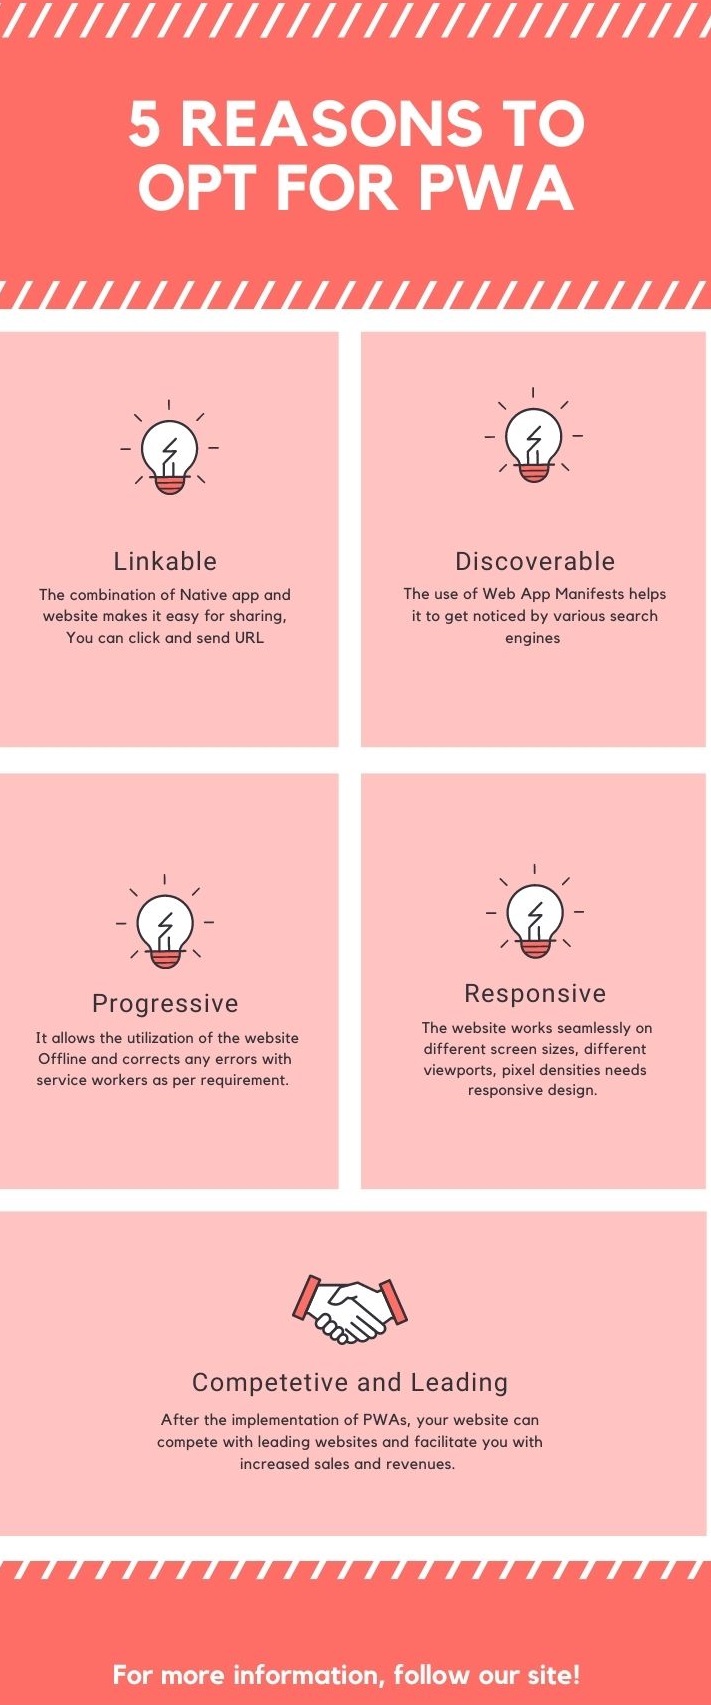 5 REASONS TO
OPT FOR PWA
Linkable
The combination of Native app and
website makes it easy for sharing,
You can click and send URL
Discoverable
The use of Web App Manifests helps
it to get noticed by various search
engines
Progressive
It allows the utilization of the website
Offline and corrects any errors with
service workers as per requirement.
Responsive
The website works seamlessly on
different screen sizes, different
viewports, pixel densities needs
responsive design.
Competetive and Leading
After the implementation of PWAs, your website can
compete with leading websites and facilitate you with
increased sales and revenues.
For more information, follow our site!